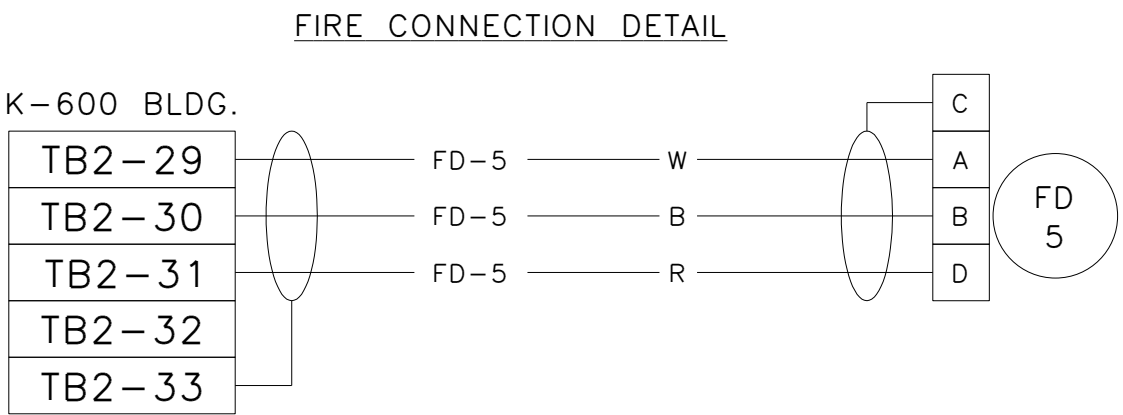 FIRE CONNECTION DETAIL
K-600 BLDG.
C
TB2-29 FD-5 W A
TB2-30 FD-5 B B
TB2-31 FD-5 R D
TB2-32
TB2-33
FD
5